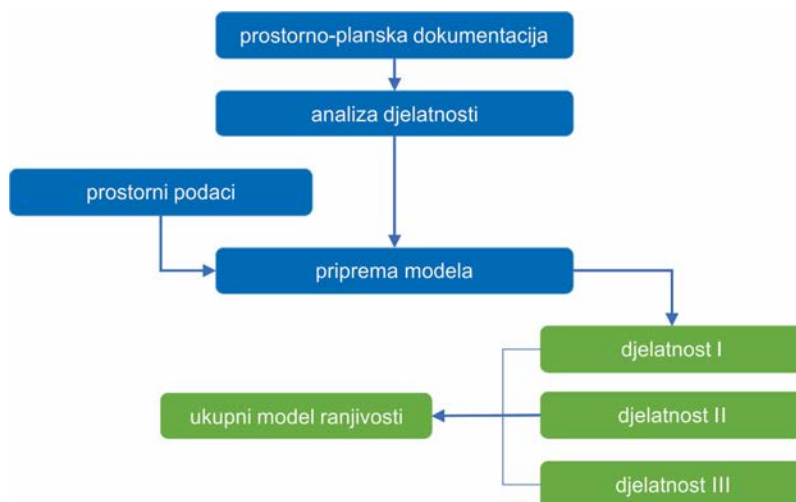 prostorno-planska dokumentacija
analiza djelatnosti
prostorni podaci
priprema modela
djelatnost I
ukupni model ranjivosti
djelatnost II
djelatnost III